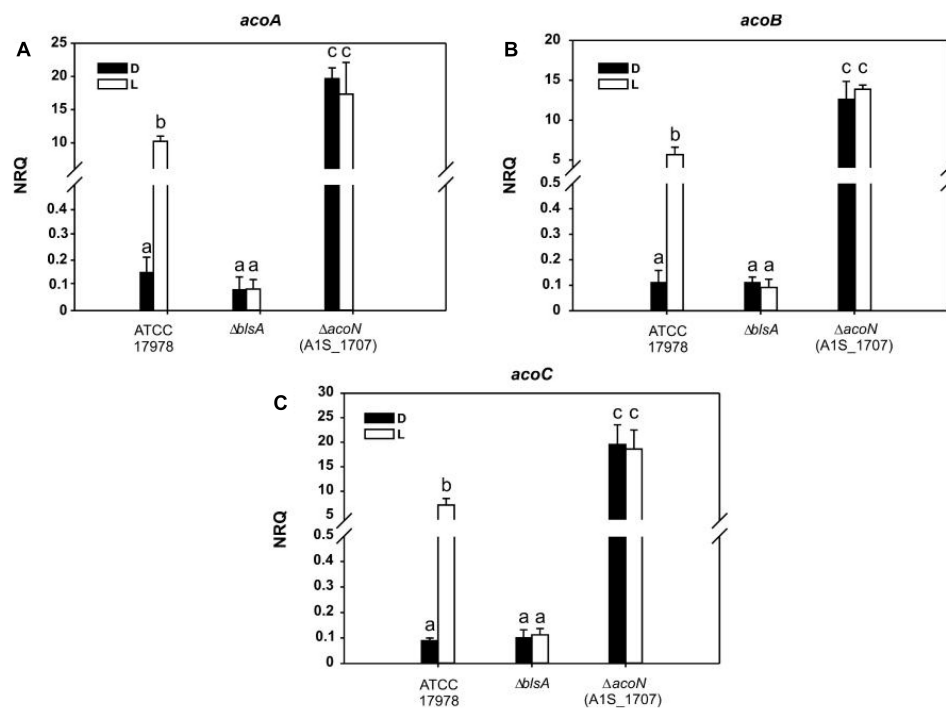 acoA
A
25
20
15
10
0.4
0.3
0.2
0.1
0
NRQ
D
L
a
b
a a
c c
ATCC
17978
ΔblsA
ΔacoN
(A1S_1707)
acoB
B
20
15
10
5
0.5
0.4
0.3
0.2
0.1
0
NRQ
D
L
a
b
a a
c c
ATCC
17978
ΔblsA
ΔacoN
(A1S_1707)
acoC
C
30
25
20
15
10
5
0.5
0.4
0.3
0.2
0.1
0
NRQ
D
L
a
b
a a
c c
ATCC
17978
ΔblsA
ΔacoN
(A1S_1707)